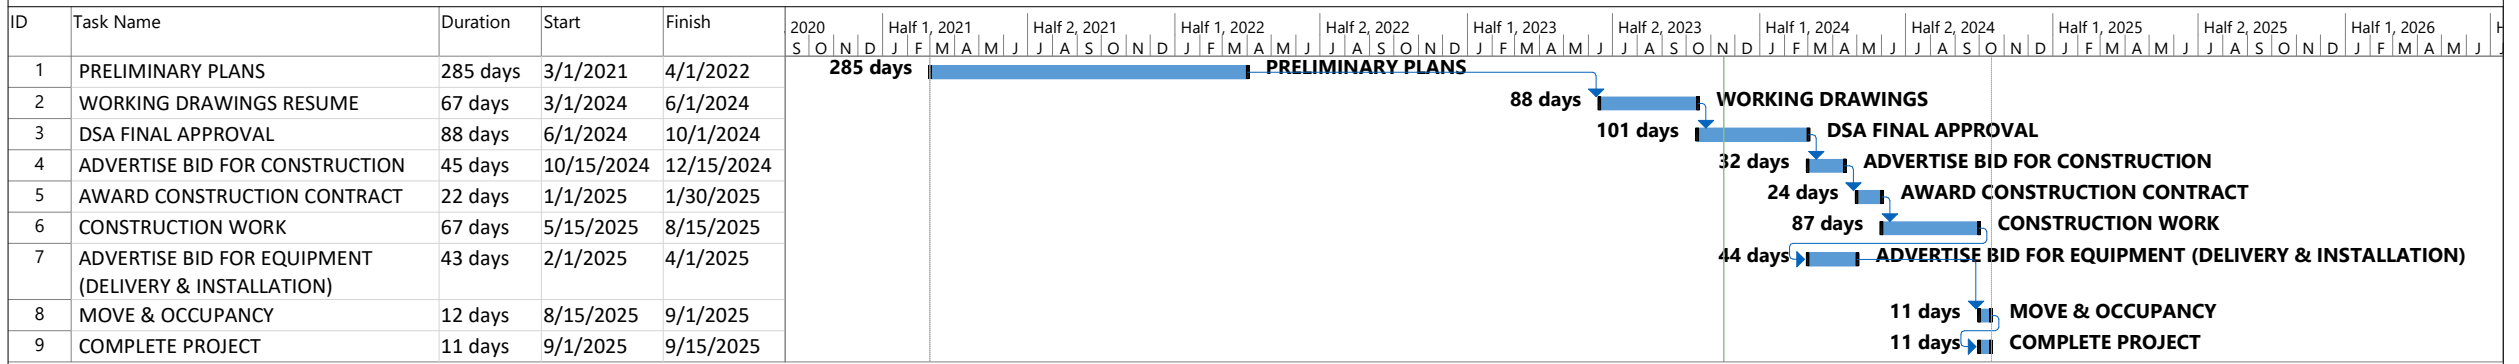 ID Task Name Duration Start Finish
2020 Half 1, 2021 Half 2, 2021 Half 1, 2022 Half 2, 2022 Half 1, 2023 Half 2, 2023 Half 1, 2024 Half 2, 2024 Half 1, 2025 Half 2, 2025 Half 1, 2026 H
S O N D J F M A M J J A S O N D J F M A M J J A S O N D J F M A M J J A S O N D J F M A M J J A S O N D J F M A M J J A S O N D J F M A M J J
1 PRELIMINARY PLANS 285 days 3/1/2021 4/1/2022 285 days PRELIMINARY PLANS
2 WORKING DRAWINGS RESUME 67 days 3/1/2024 6/1/2024 88 days WORKING DRAWINGS
3 DSA FINAL APPROVAL 88 days 6/1/2024 10/1/2024 101 days DSA FINAL APPROVAL
4 ADVERTISE BID FOR CONSTRUCTION 45 days 10/15/2024 12/15/2024 32 days ADVERTISE BID FOR CONSTRUCTION
5 AWARD CONSTRUCTION CONTRACT 22 days 1/1/2025 1/30/2025 24 days AWARD CONSTRUCTION CONTRACT
6 CONSTRUCTION WORK 67 days 5/15/2025 8/15/2025 87 days CONSTRUCTION WORK
7 ADVERTISE BID FOR EQUIPMENT 43 days 2/1/2025 4/1/2025 44 days ADVERTISE BID FOR EQUIPMENT (DELIVERY & INSTALLATION)
(DELIVERY & INSTALLATION)
8 MOVE & OCCUPANCY 12 days 8/15/2025 9/1/2025 11 days MOVE & OCCUPANCY
9 COMPLETE PROJECT 11 days 9/1/2025 9/15/2025 11 days COMPLETE PROJECT